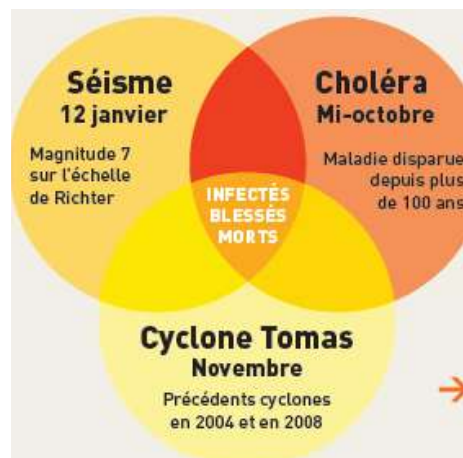 Séisme
12 janvier
Magnitude 7
sur l'échelle
de Richter
Choléra
Mi-octobre
Maladie disparue
depuis plus
de 100 ans
INFECTÉS
BLESSÉS
MORTS
Cyclone Tomas
Novembre
Précédents cyclones
en 2004 et en 2008